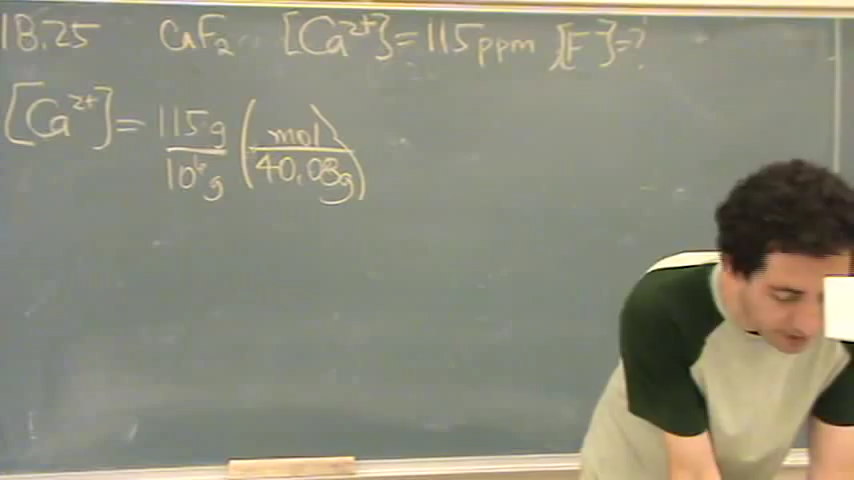 18.25 CaF₂ [Ca²⁺]=115ppm [F⁻]=?
[Ca²⁺]= 115g/10⁶g (mol/40.08g)